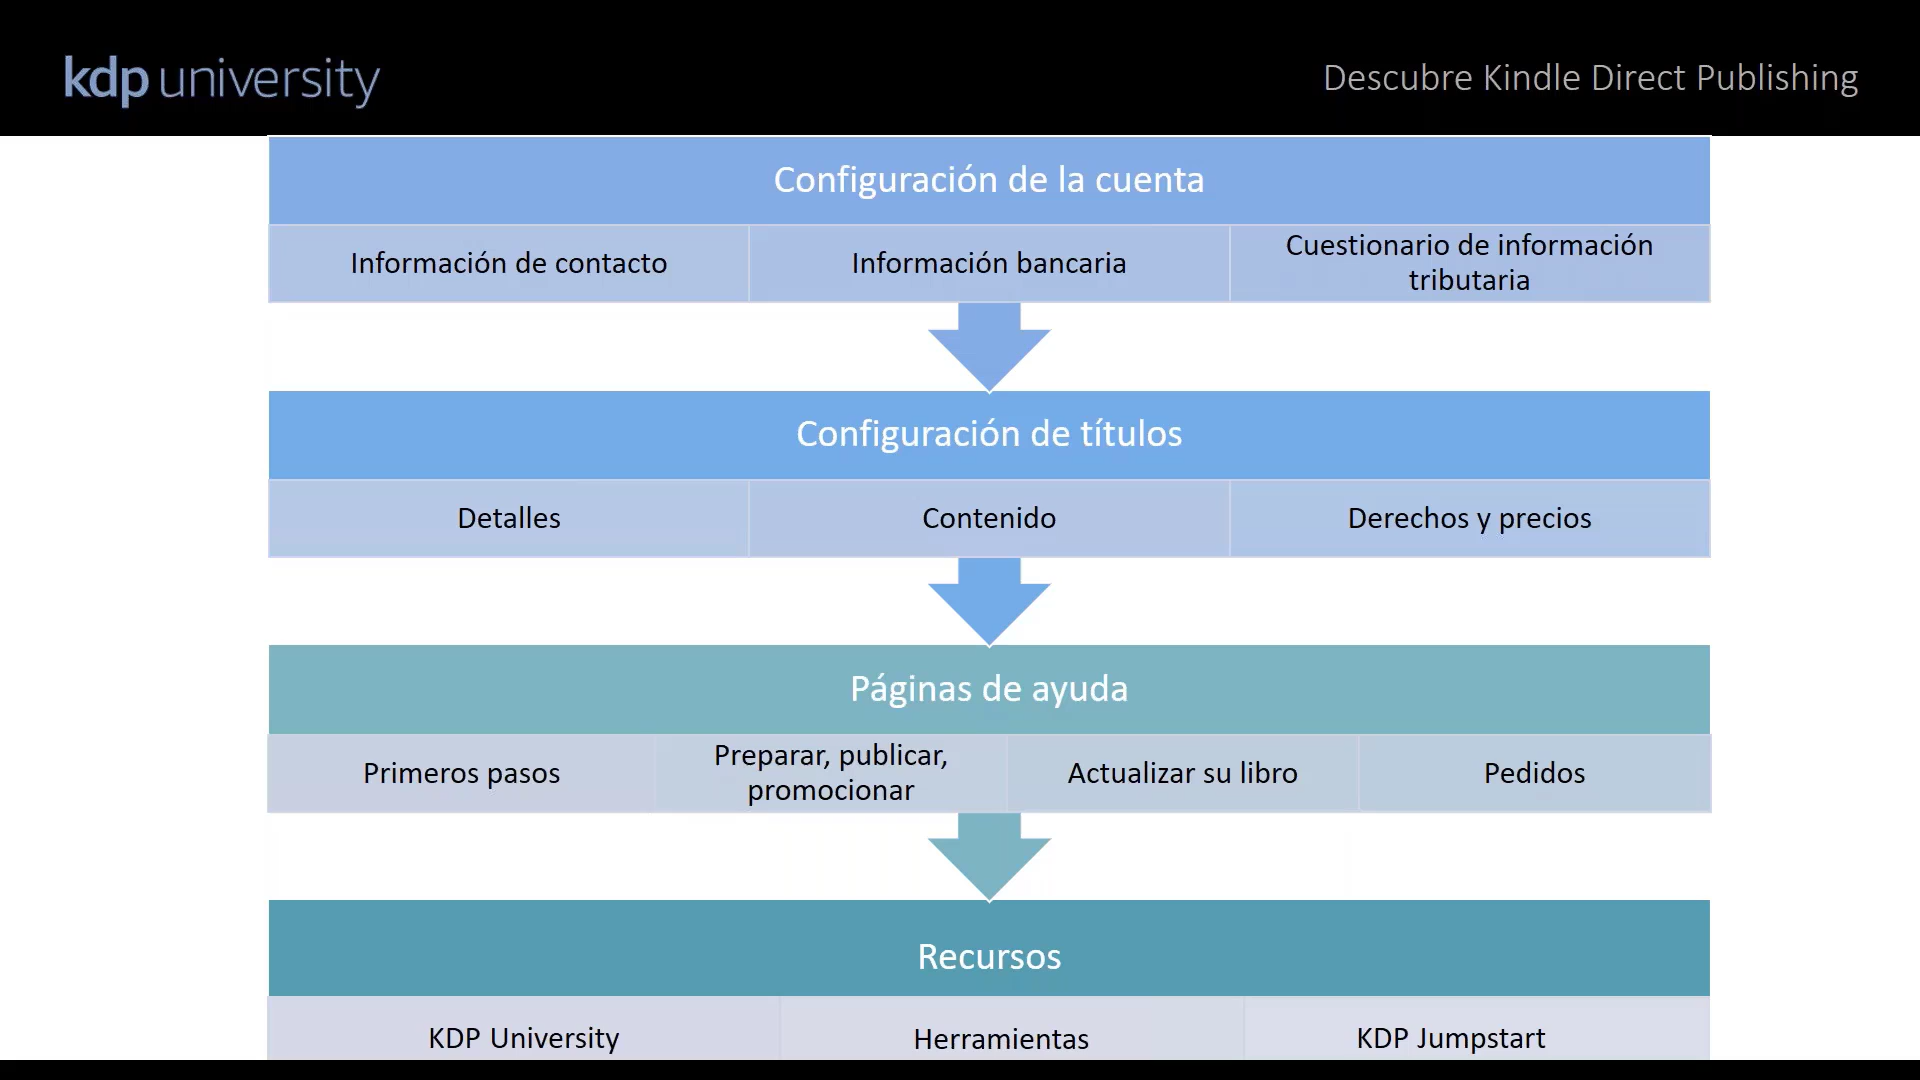 kdp university
Descubre Kindle Direct Publishing
Configuración de la cuenta
Información de contacto
Información bancaria
Cuestionario de información
tributaria
Configuración de títulos
Detalles
Contenido
Derechos y precios
Páginas de ayuda
Primeros pasos
Preparar, publicar,
promocionar
Actualizar su libro
Pedidos
Recursos
KDP University
Herramientas
KDP Jumpstart